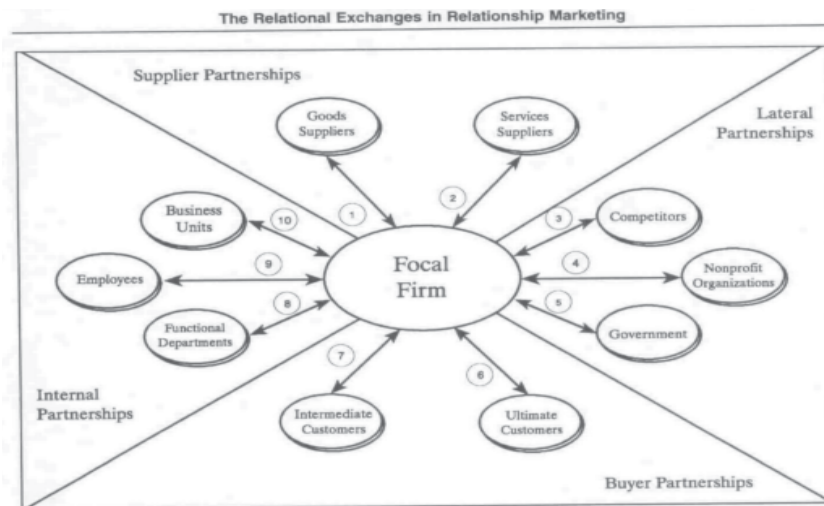 The Relational Exchanges in Relationship Marketing
Supplier Partnerships
Lateral
Partnerships
Goods
Suppliers
Services
Suppliers
1
2
Business
Units
10
3
Competitors
Employees
9
Focal
Firm
4
Nonprofit
Organizations
Functional
Departments
8
5
Government
7
6
Internal
Partnerships
Intermediate
Customers
Ultimate
Customers
Buyer Partnerships